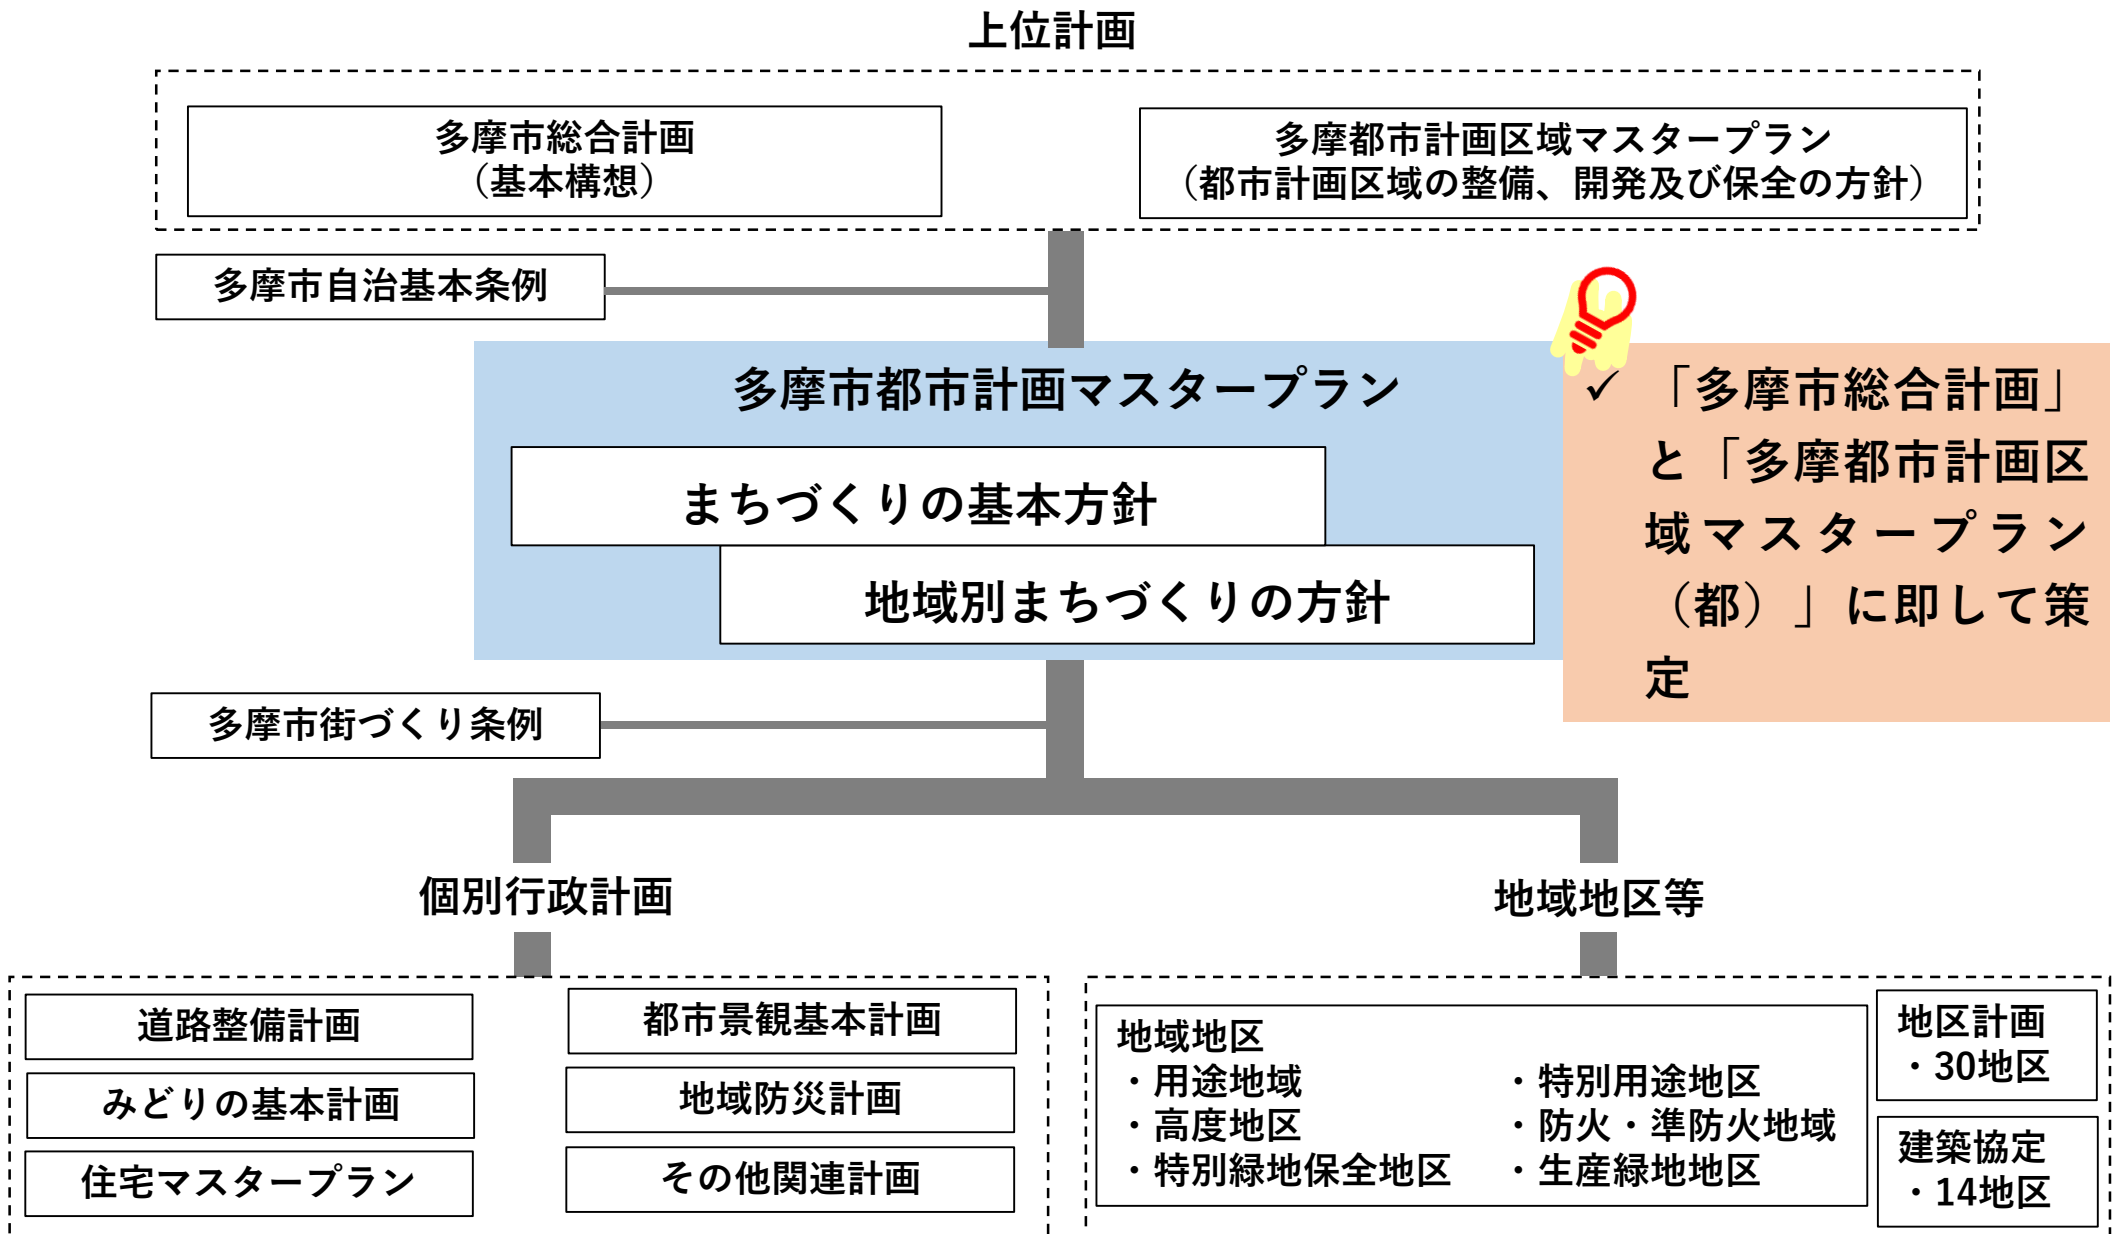 上位計画
多摩市総合計画
（基本構想）
多摩都市計画区域マスタープラン
（都市計画区域の整備、開発及び保全の方針）
多摩市自治基本条例
多摩市都市計画マスタープラン
まちづくりの基本方針
地域別まちづくりの方針
✓ 「多摩市総合計画」
と「多摩都市計画区
域マスタープラン
（都）」に即して策
定
多摩市街づくり条例
個別行政計画
道路整備計画
みどりの基本計画
住宅マスタープラン
都市景観基本計画
地域防災計画
その他関連計画
地域地区等
地域地区
・用途地域
・高度地区
・特別緑地保全地区
・特別用途地区
・防火・準防火地域
・生産緑地地区
地区計画
・30地区
建築協定
・14地区